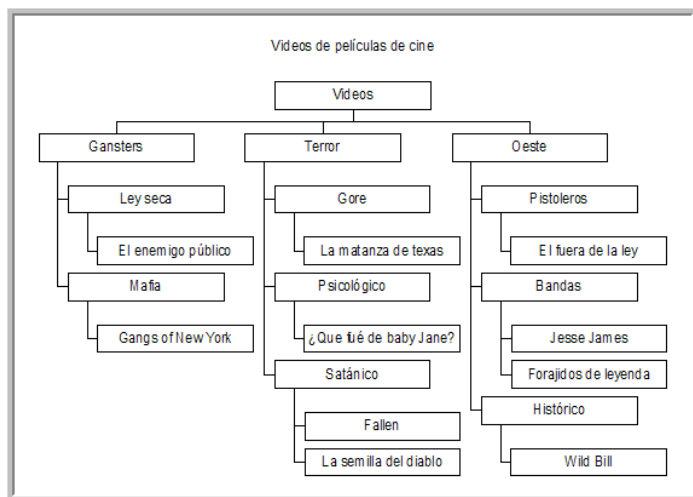 Videos de películas de cine
Videos
Gansters
Terror
Oeste
Ley seca
El enemigo público
Mafia
Gangs of New York
Gore
La matanza de texas
Psicológico
¿Que fué de baby Jane?
Satánico
Fallen
La semilla del diablo
Pistoleros
El fuera de la ley
Bandas
Jesse James
Forajidos de leyenda
Histórico
Wild Bill